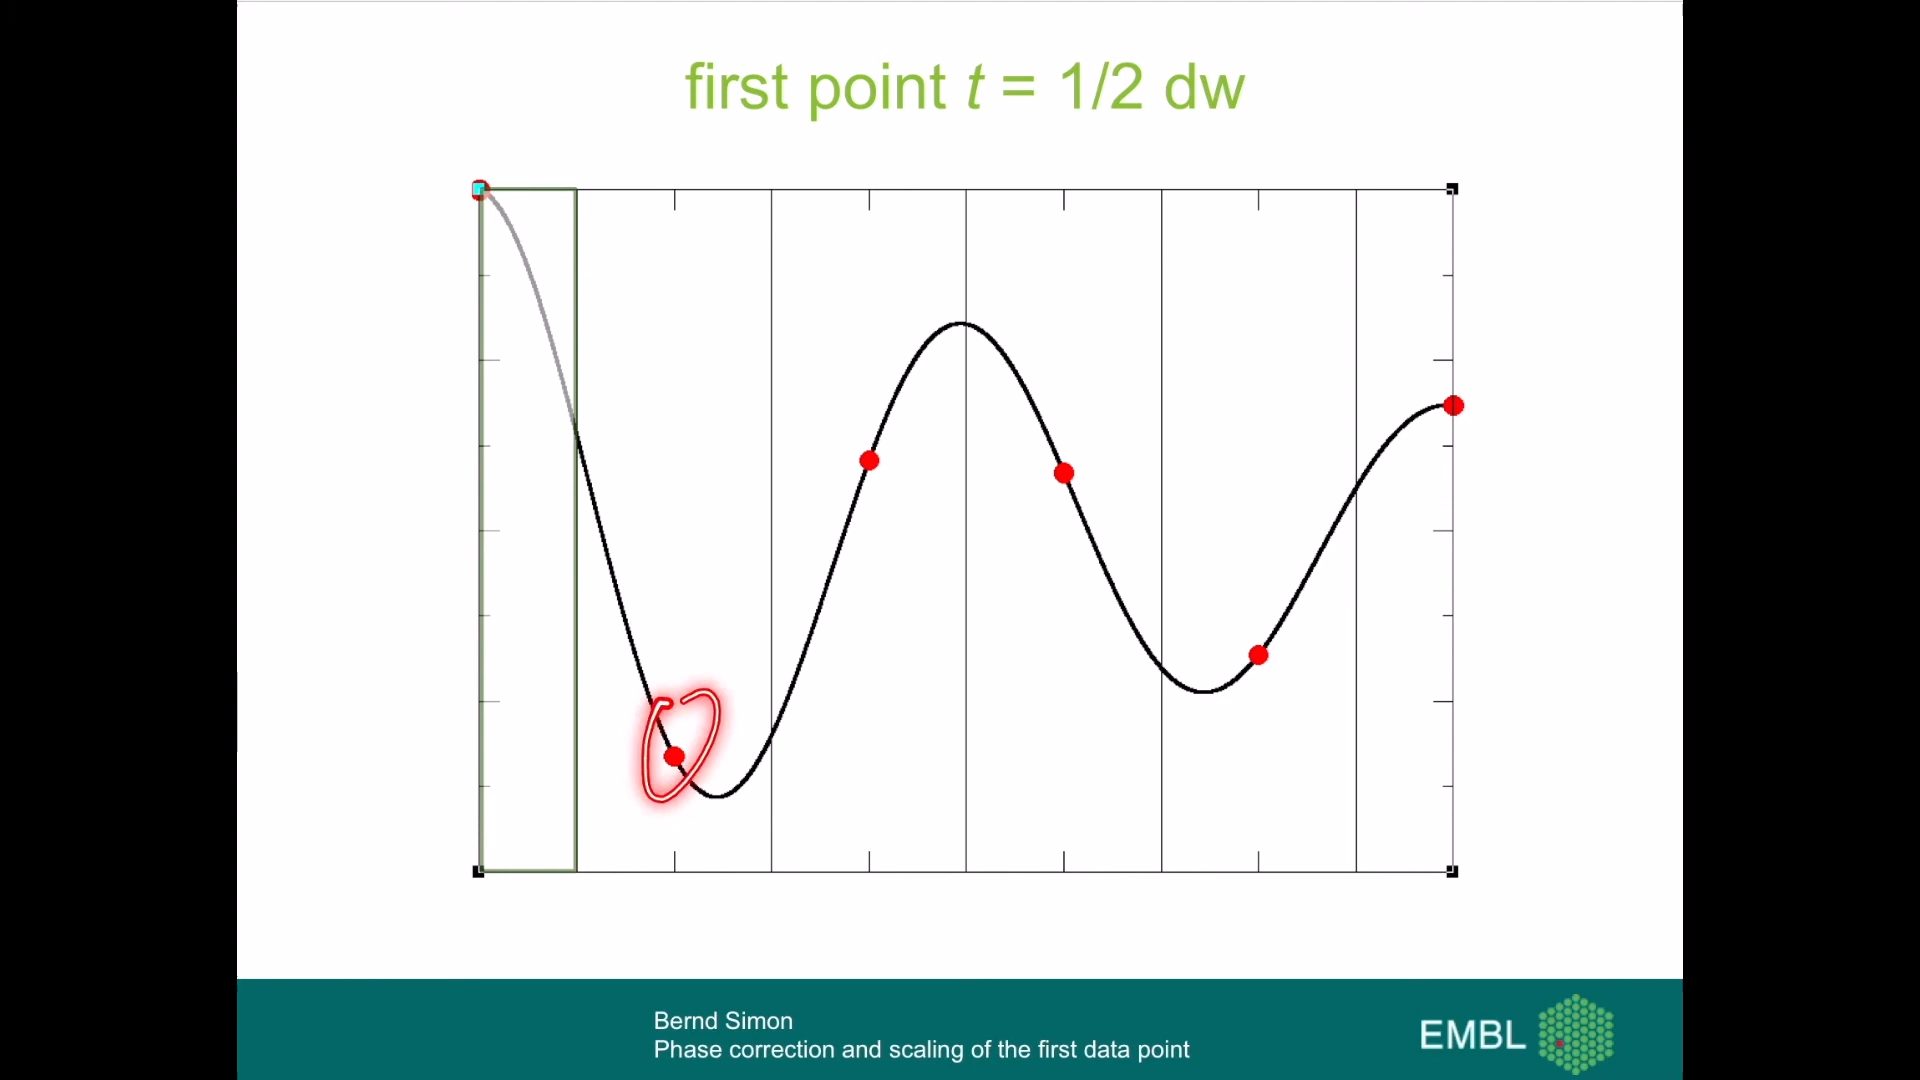 first point t = 1/2 dw
Bernd Simon
Phase correction and scaling of the first data point
EMBL